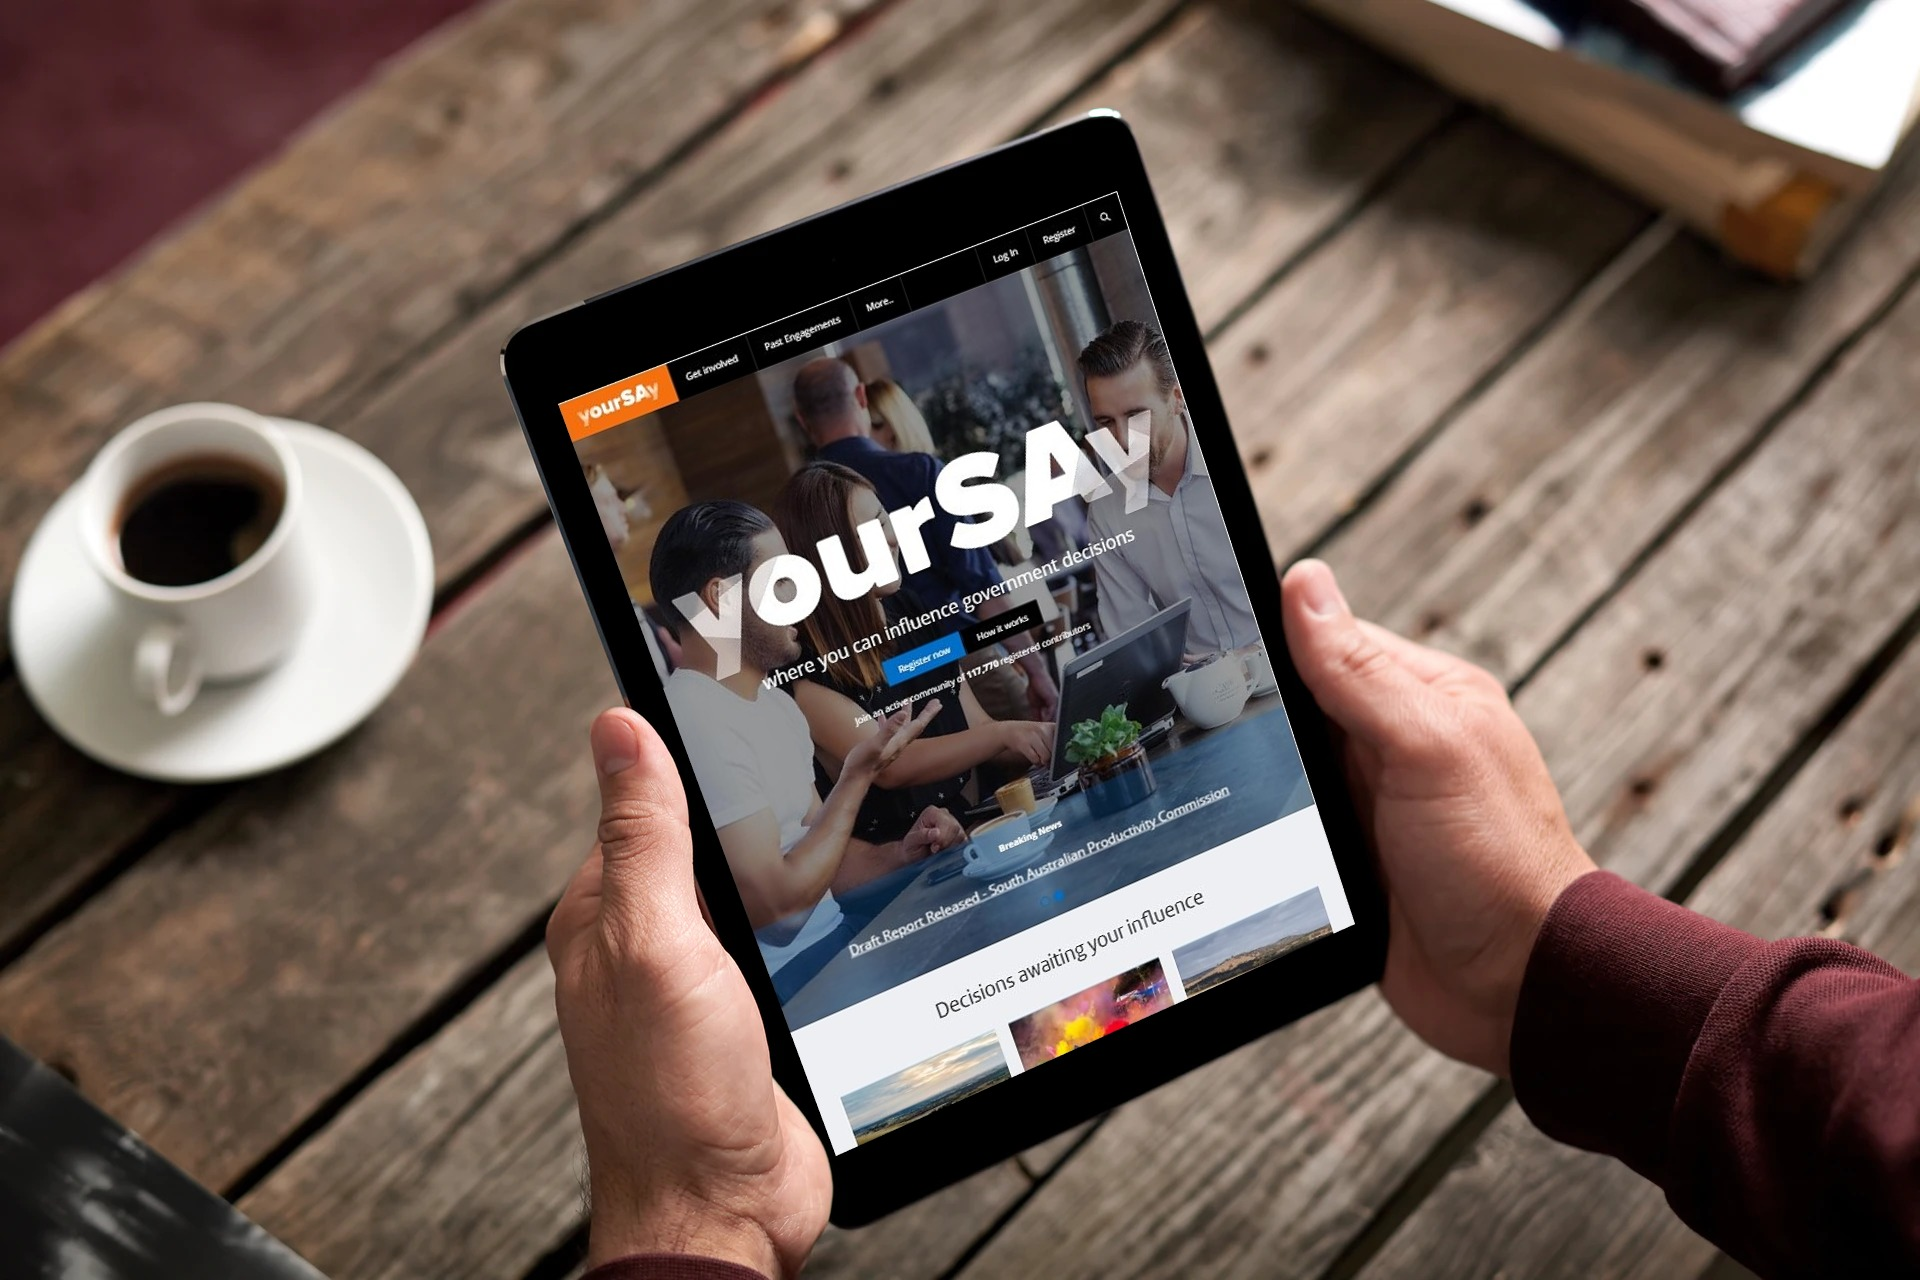 yourSAy
Get involved
Past Engagements
More..
Log In
Register
yourSAy
where you can influence government decisions
Register now
How it works
Join an active community of 117,770 registered contributors
Breaking News
Draft Report Released - South Australian Productivity Commission
Decisions awaiting your influence